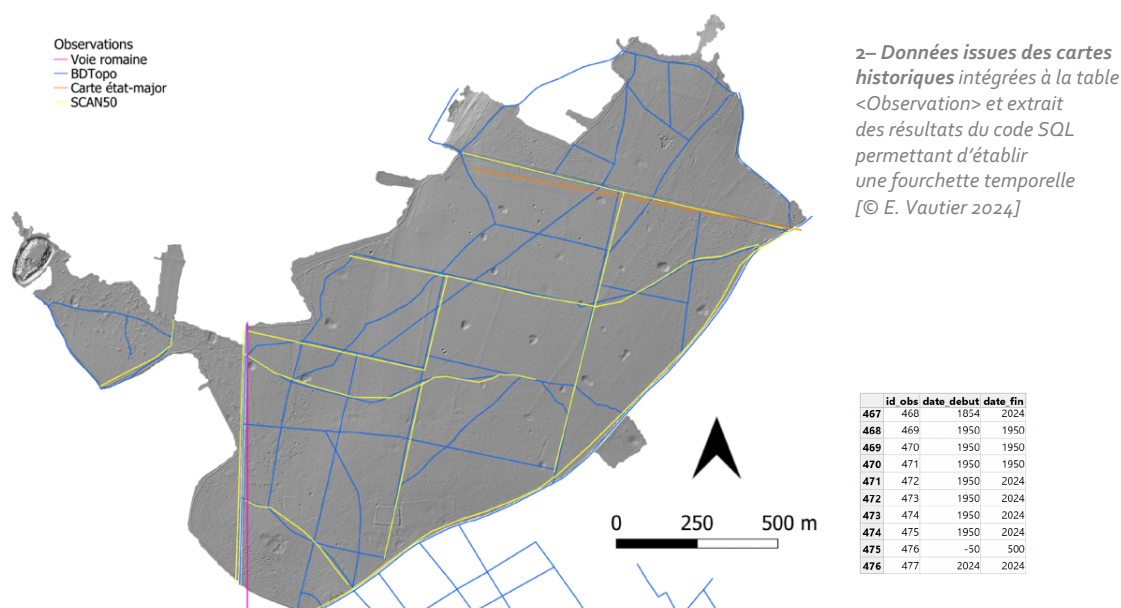 Observations
Voie romaine
BDTopo
Carte état-major
SCAN50
2– Données issues des cartes
historiques intégrées à la table
<Observation> et extrait
des résultats du code SQL
permettant d'établir
une fourchette temporelle
[© E. Vautier 2024]
id_obs date_debut date_fin
467 468 1854 2024
468 469 1950 1950
469 470 1950 1950
470 471 1950 1950
471 472 1950 2024
472 473 1950 2024
473 474 1950 2024
474 475 1950 2024
475 476 -50 500
476 477 2024 2024
0 250 500 m